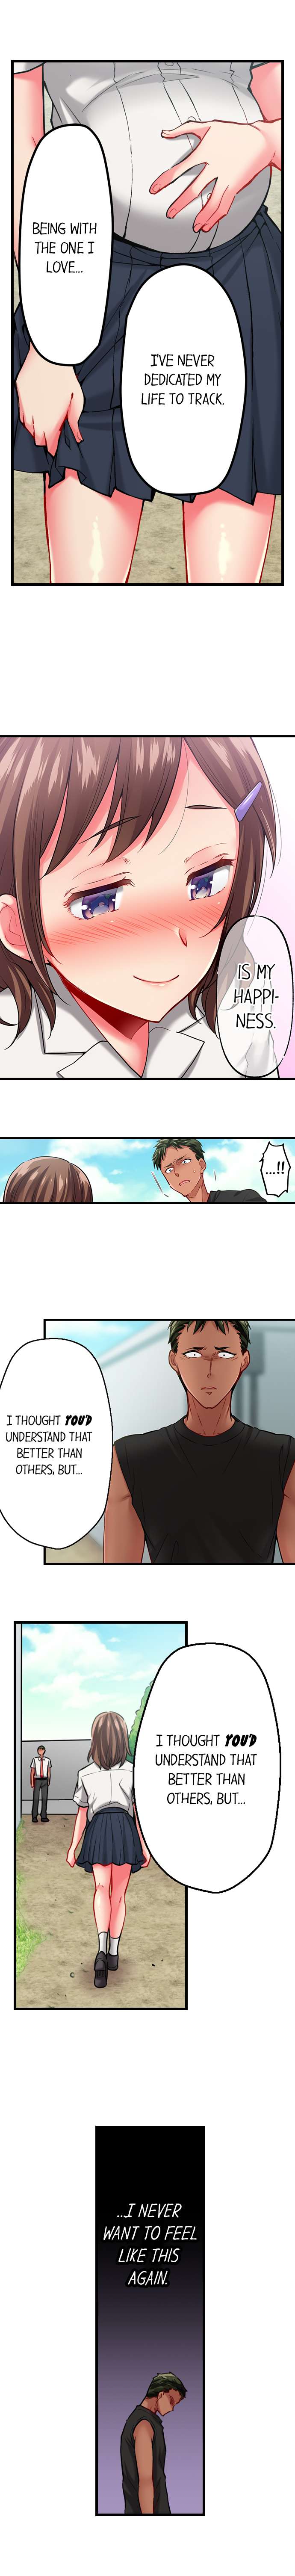 BEING WITH
THE ONE I
LOVE...
I'VE NEVER
DEDICATED MY
LIFE TO TRACK.
IS MY
HAPPI-
NESS.
...!!
I THOUGHT YOU'D
UNDERSTAND THAT
BETTER THAN
OTHERS, BUT...
I THOUGHT YOU'D
UNDERSTAND THAT
BETTER THAN
OTHERS, BUT...
...I NEVER
WANT TO FEEL
LIKE THIS
AGAIN.